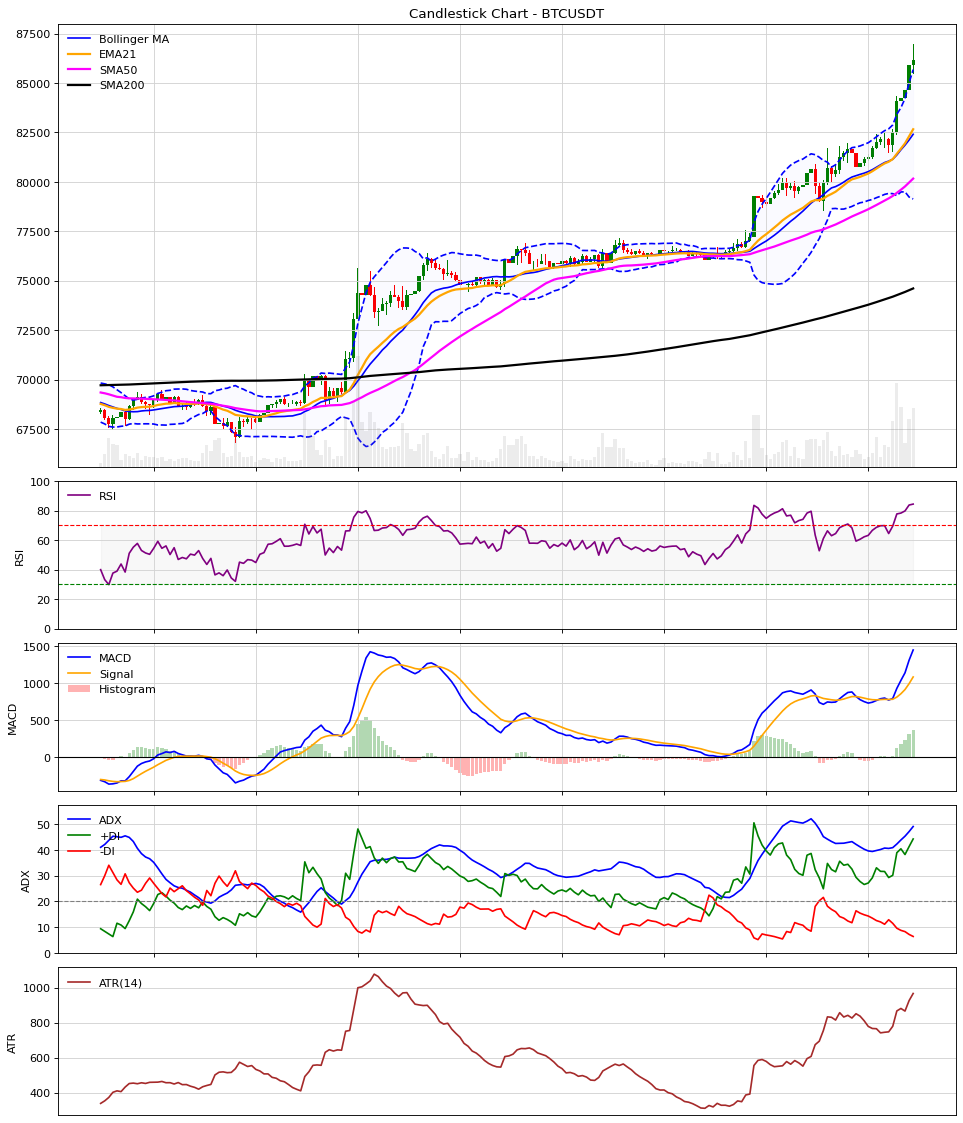 Candlestick Chart - BTCUSDT
87500
85000
82500
80000
77500
75000
72500
70000
67500
Bollinger MA
EMA21
SMA50
SMA200
100
80
60
40
20
0
RSI
RSI
1500
1000
500
0
MACD
MACD
Signal
Histogram
50
40
30
20
10
0
ADX
ADX
+DI
-DI
1000
800
600
400
ATR
ATR(14)